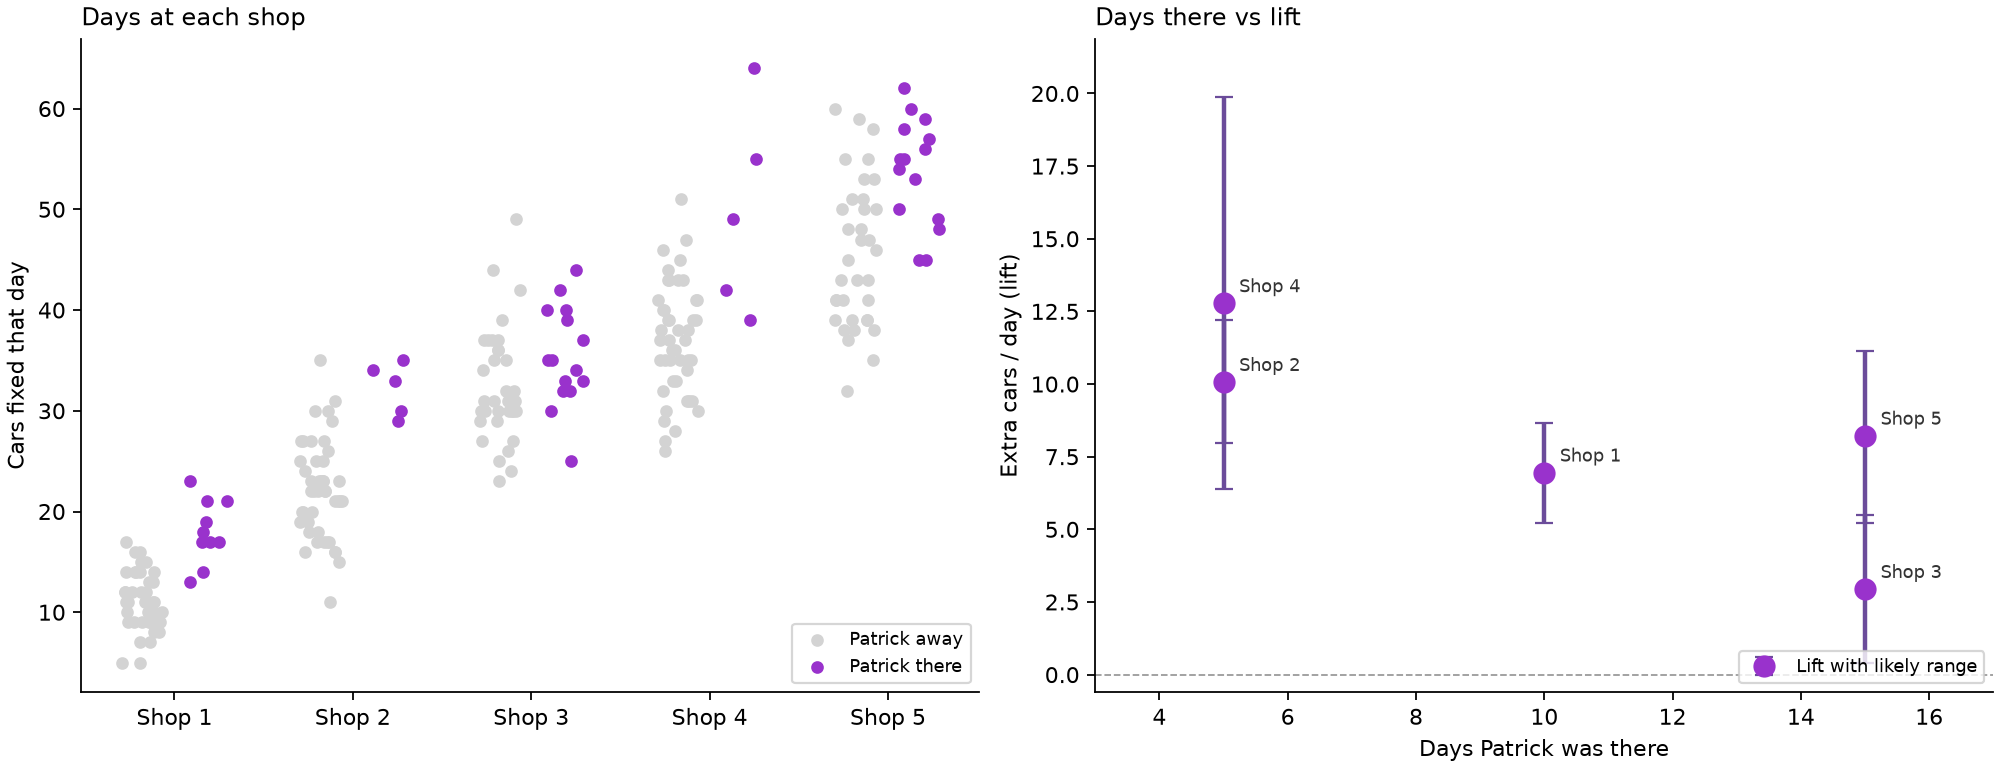 Days at each shop
Cars fixed that day
60
50
40
30
20
10
Shop 1
Shop 2
Shop 3
Shop 4
Shop 5
Patrick away
Patrick there
Days there vs lift
Extra cars / day (lift)
20.0
17.5
15.0
12.5
10.0
7.5
5.0
2.5
0.0
Shop 4
Shop 2
Shop 1
Shop 5
Shop 3
Lift with likely range
4
6
8
10
12
14
16
Days Patrick was there